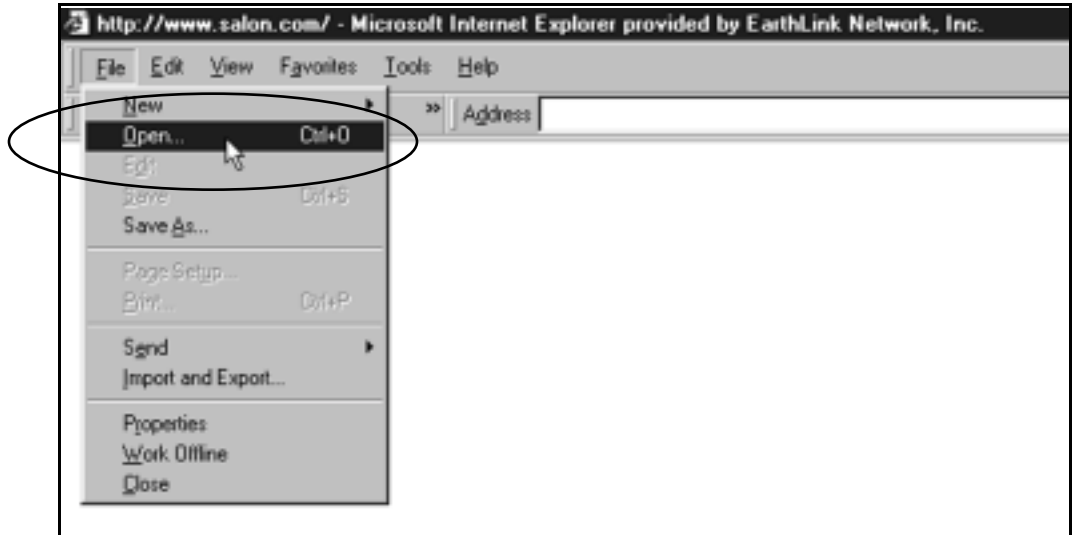 http://www.salon.com/ - Microsoft Internet Explorer provided by EarthLink Network, Inc.
File Edit View Favorites Tools Help
New
» Address
Open... Ctrl+O
Edit
Save Ctrl+S
Save As...
Page Setup...
Print... Ctrl+P
Send
Import and Export...
Properties
Work Offline
Close